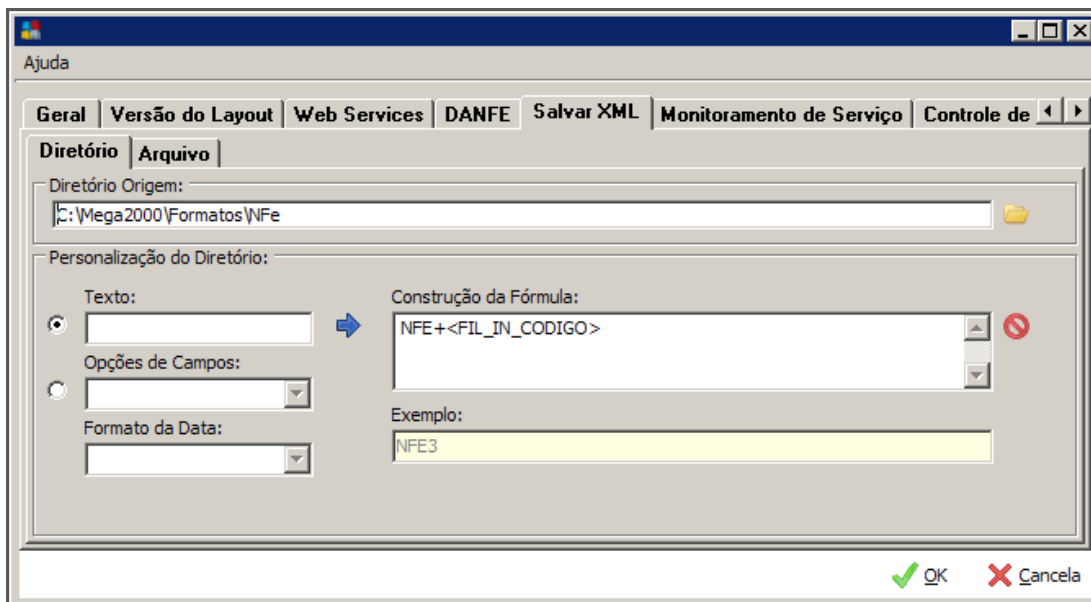 Ajuda
Geral Versão do Layout Web Services DANFE Salvar XML Monitoramento de Serviço Controle de
Diretório Arquivo
Diretório Origem:
C:\Mega2000\Formatos\NFe
Personalização do Diretório:
Texto: Construção da Fórmula:
NFE+<FIL_IN_CODIGO>
Opções de Campos:
Exemplo:
Formato da Data:
NFE3
OK Cancela